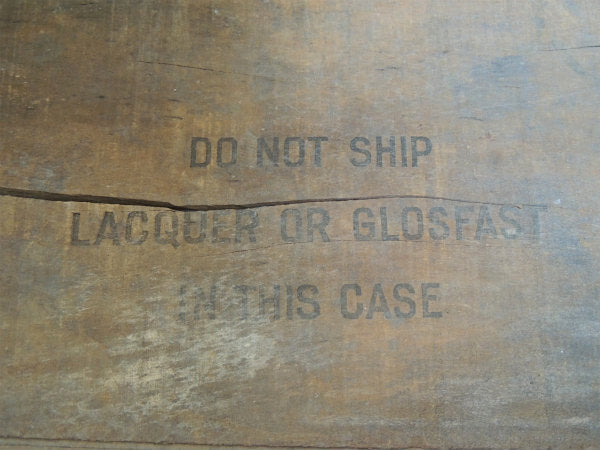 DO NOT SHIP
LACQUER OR GLOSFAST
IN THIS CASE